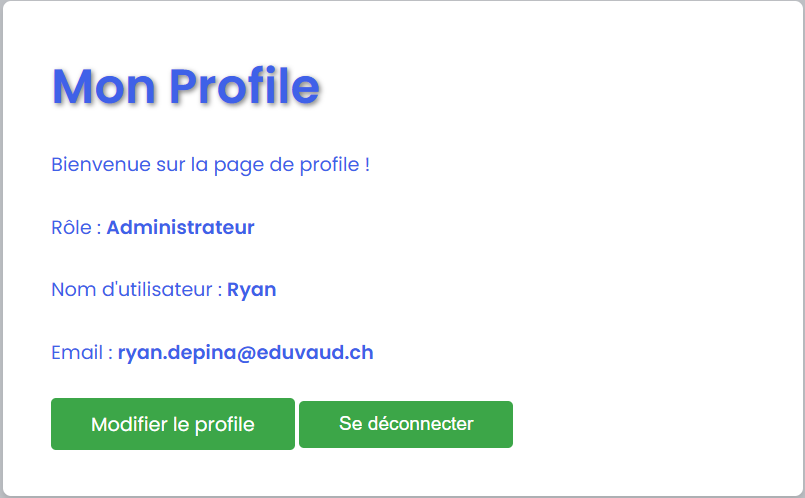 Mon Profile
Bienvenue sur la page de profile !
Rôle : Administrateur
Nom d'utilisateur : Ryan
Email : ryan.depina@eduvaud.ch
Modifier le profile Se déconnecter